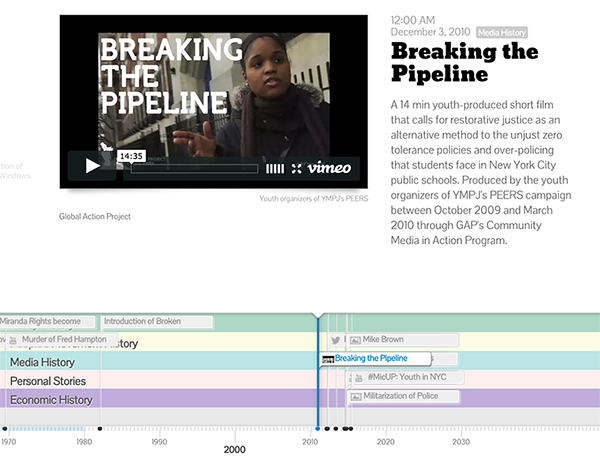 12:00 AM
December 3, 2010 Media History
Breaking the
Pipeline
BREAKING
THE
PIPELINE
14:35
vimeo
A 14 min youth-produced short film
that calls for restorative justice as an
alternative method to the unjust zero
tolerance policies and over-policing
that students face in New York City
public schools. Produced by the youth
organizers of YMPJ's PEERS campaign
between October 2009 and March
2010 through GAP's Community
Media in Action Program.
tion of
Windows
Youth organizers of YMPJ's PEERS
Global Action Project
Miranda Rights become
Introduction of Broken
Murder of Fred Hampton
story
Mike Brown
Media History
Breaking the Pipeline
s
Personal Stories
#MicUP: Youth in NYC
Economic History
Militarization of Police
1970
1980
1990
2000
2010
2020
2030